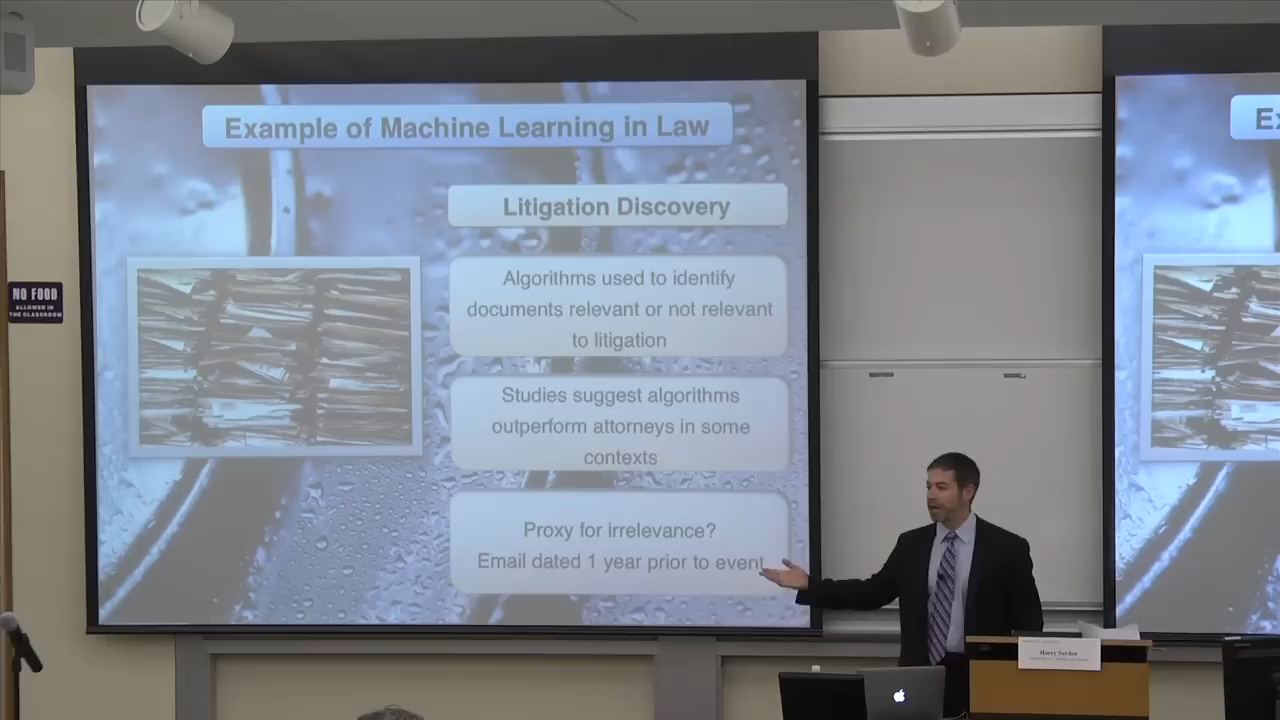 Example of Machine Learning in Law
Litigation Discovery
Algorithms used to identify
documents relevant or not relevant
to litigation
Studies suggest algorithms
outperform attorneys in some
contexts
Proxy for irrelevance?
Email dated 1 year prior to event
NO FOOD
ALLOWED IN
THE CLASSROOM
Ex
Harry Surden